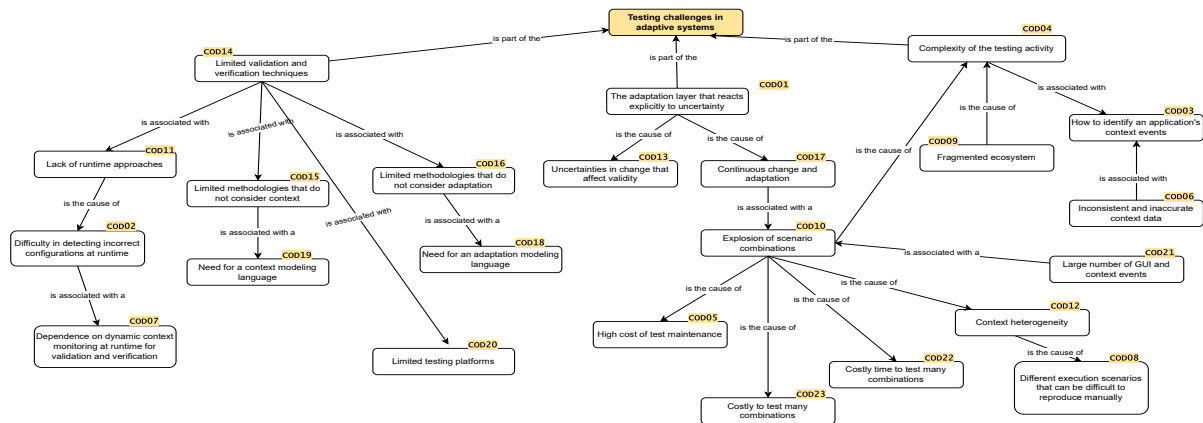 Testing challenges in
adaptive systems
is part of the
is part of the
is part of the
COD14
Limited validation and
verification techniques
COD04
Complexity of the testing activity
COD01
The adaptation layer that reacts
explicitly to uncertainty
is associated with
is associated with
is associated with
is associated with
is the cause of
is the cause of
is the cause of
is the cause of
is associated with
COD11
Lack of runtime approaches
COD15
Limited methodologies that do
not consider context
COD16
Limited methodologies that do
not consider adaptation
COD13
Uncertainties in change that
affect validity
COD17
Continuous change and
adaptation
COD09
Fragmented ecosystem
COD03
How to identify an application's
context events
is the cause of
is associated with a
is associated with a
is associated with a
is associated with
COD06
Inconsistent and inaccurate
context data
COD02
Difficulty in detecting incorrect
configurations at runtime
COD19
Need for a context modeling
language
COD18
Need for an adaptation modeling
language
COD10
Explosion of scenario
combinations
is associated with a
COD21
Large number of GUI and
context events
is associated with a
is the cause of
is the cause of
is the cause of
is the cause of
COD07
Dependence on dynamic context
monitoring at runtime for
validation and verification
COD20
Limited testing platforms
COD05
High cost of test maintenance
COD12
Context heterogeneity
is the cause of
COD22
Costly time to test many
combinations
COD08
Different execution scenarios
that can be difficult to
reproduce manually
COD23
Costly to test many
combinations